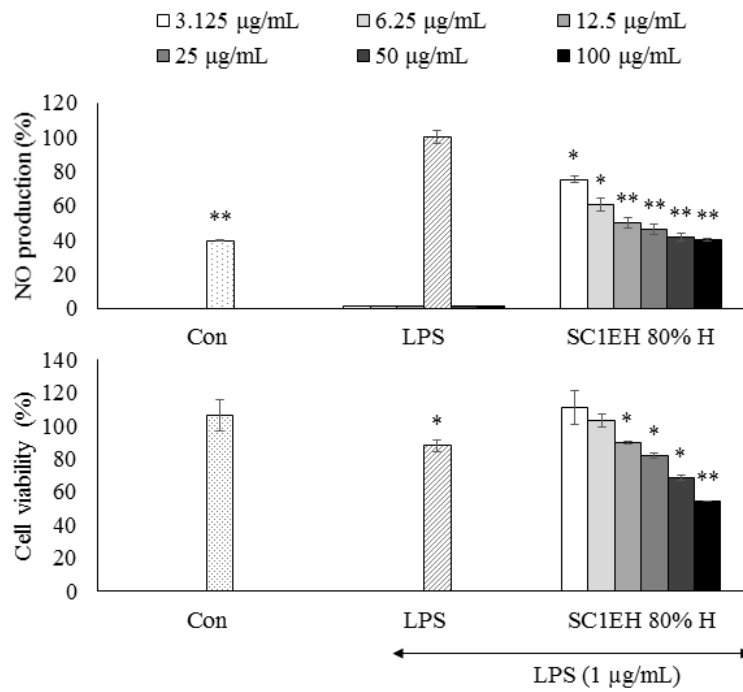 3.125 μg/mL 6.25 μg/mL 12.5 μg/mL
25 μg/mL 50 μg/mL 100 μg/mL
NO production (%)
120
100
80
60
40
20
0
**
* * ** ** ** **
Con LPS SC1EH 80% H
Cell viability (%)
140
120
100
80
60
40
20
0
*
* * * **
Con LPS SC1EH 80% H
LPS (1 μg/mL)